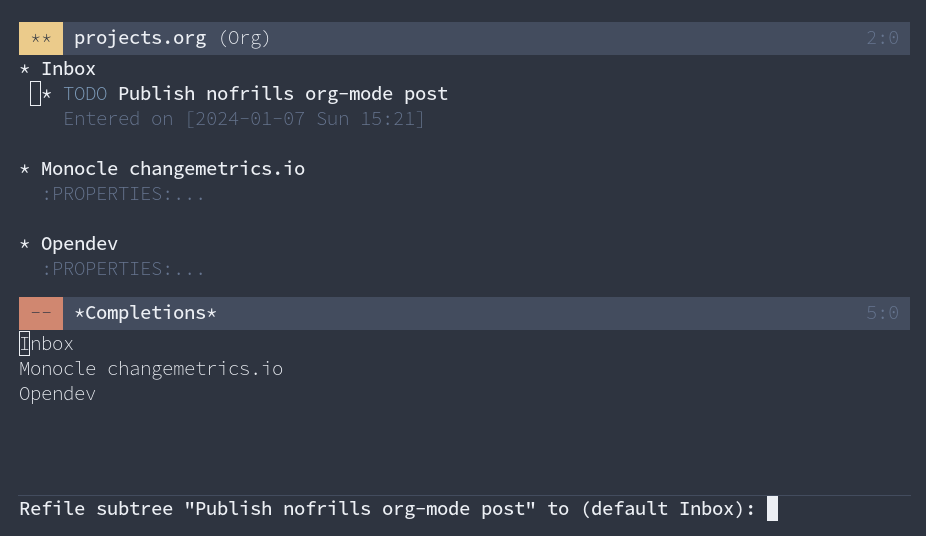 ** projects.org (Org) 2:0
* Inbox
* TODO Publish nofrills org-mode post
Entered on [2024-01-07 Sun 15:21]
* Monocle changemetrics.io
:PROPERTIES:...
* Opendev
:PROPERTIES:...
-- *Completions* 5:0
Inbox
Monocle changemetrics.io
Opendev
Refile subtree "Publish nofrills org-mode post" to (default Inbox):